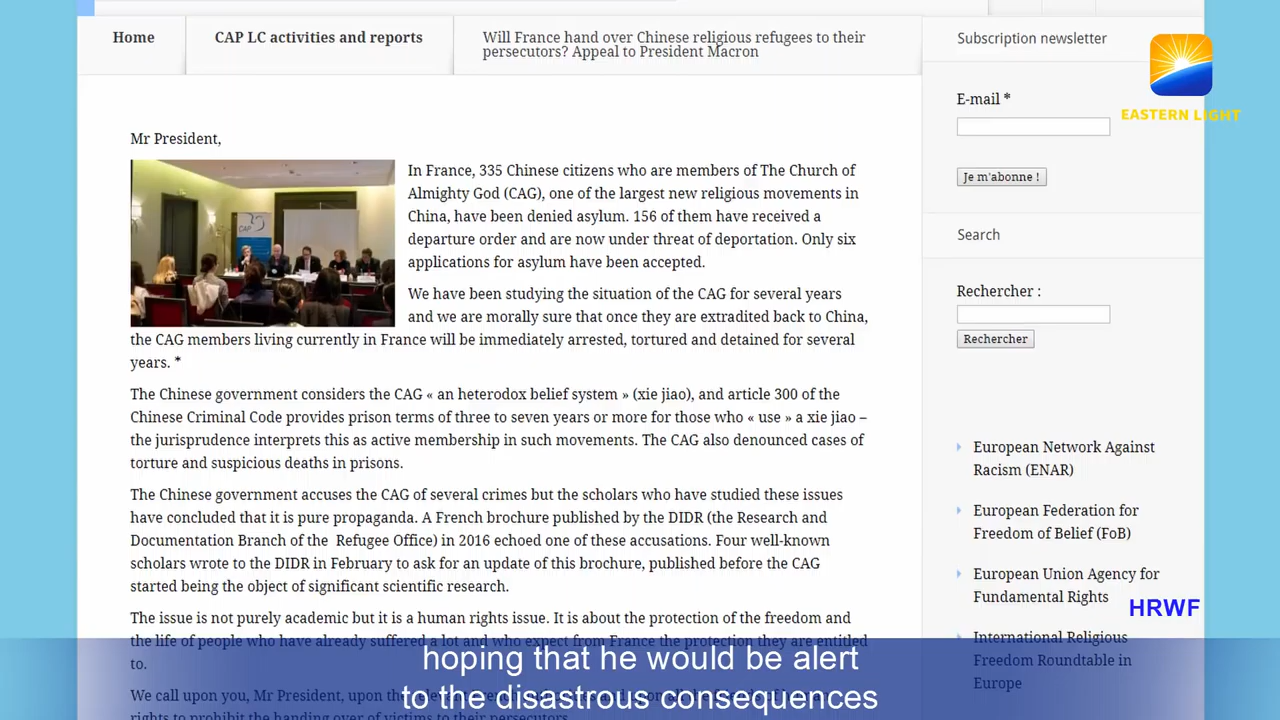 Home
CAP LC activities and reports
Will France hand over Chinese religious refugees to their
persecutors? Appeal to President Macron
Subscription newsletter
EASTERN LIGHT
E-mail *
Je m'abonne !
Search
Rechercher :
Rechercher
Mr President,
In France, 335 Chinese citizens who are members of The Church of
Almighty God (CAG), one of the largest new religious movements in
China, have been denied asylum. 156 of them have received a
departure order and are now under threat of deportation. Only six
applications for asylum have been accepted.
We have been studying the situation of the CAG for several years
and we are morally sure that once they are extradited back to China,
the CAG members living currently in France will be immediately arrested, tortured and detained for several
years. *
The Chinese government considers the CAG « an heterodox belief system » (xie jiao), and article 300 of the
Chinese Criminal Code provides prison terms of three to seven years or more for those who « use » a xie jiao –
the jurisprudence interprets this as active membership in such movements. The CAG also denounced cases of
torture and suspicious deaths in prisons.
The Chinese government accuses the CAG of several crimes but the scholars who have studied these issues
have concluded that it is pure propaganda. A French brochure published by the DIDR (the Research and
Documentation Branch of the Refugee Office) in 2016 echoed one of these accusations. Four well-known
scholars wrote to the DIDR in February to ask for an update of this brochure, published before the CAG
started being the object of significant scientific research.
The issue is not purely academic but it is a human rights issue. It is about the protection of the freedom and
the life of people who have already suffered a lot and who expect from France the protection they are entitled
to.
We call upon you, Mr President, upon
rights to prohibit the handing over of victims to their persecutors.
European Network Against
Racism (ENAR)
European Federation for
Freedom of Belief (FoB)
European Union Agency for
Fundamental Rights
HRWF
International Religious
Freedom Roundtable in
Europe
hoping that he would be alert
to the disastrous consequences